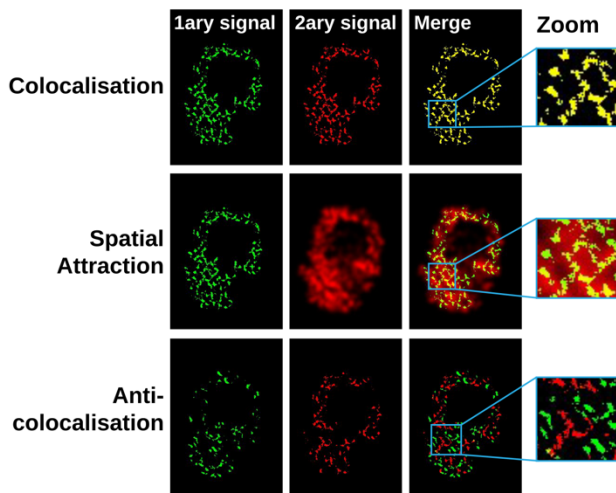 1ary signal 2ary signal Merge Zoom
Colocalisation
Spatial
Attraction
Anti-
colocalisation